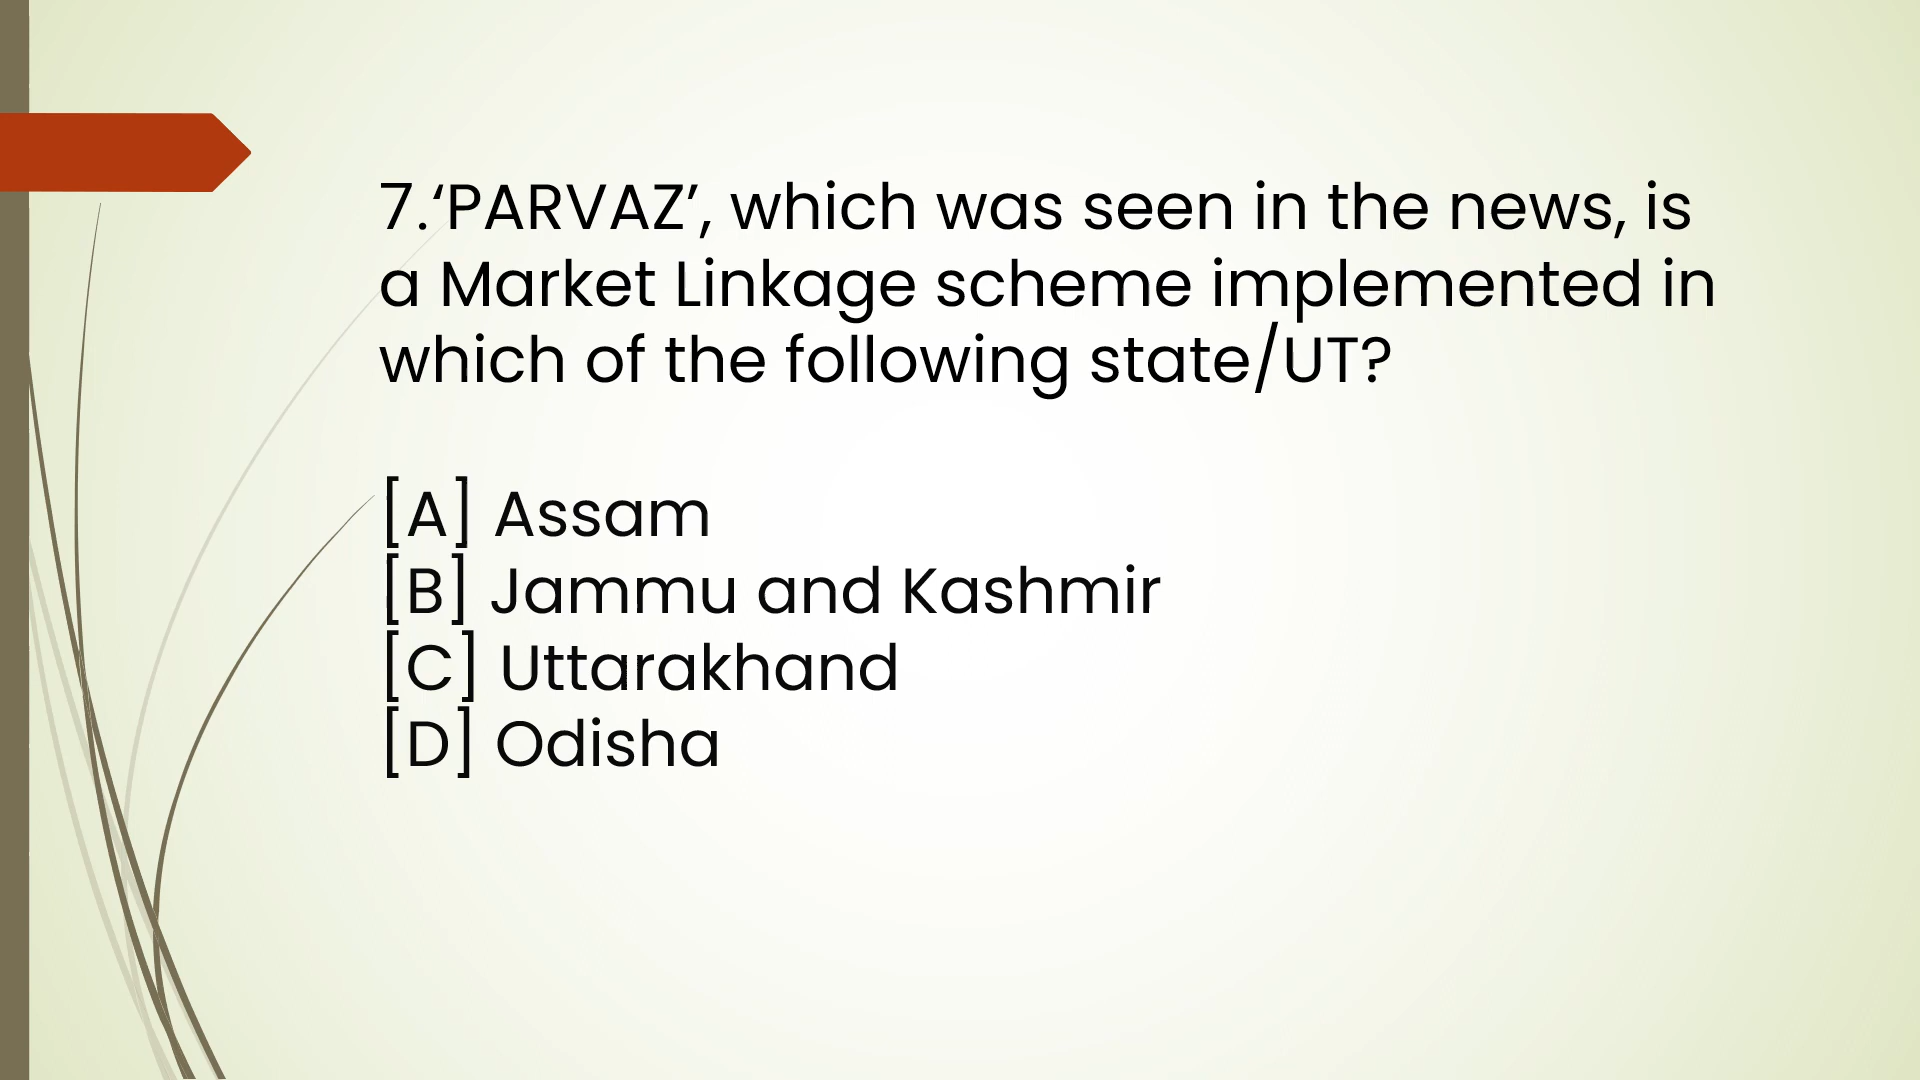 7.‘PARVAZ’, which was seen in the news, is
a Market Linkage scheme implemented in
which of the following state/UT?
[A] Assam
[B] Jammu and Kashmir
[C] Uttarakhand
[D] Odisha